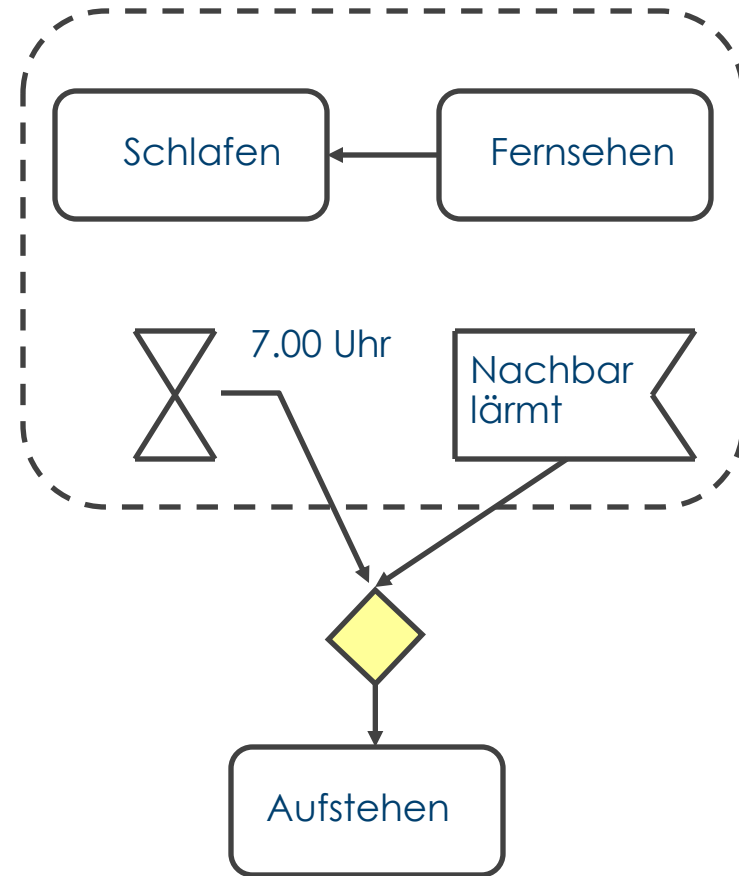 Schlafen
Fernsehen
7.00 Uhr
Nachbar
lärmt
Aufstehen